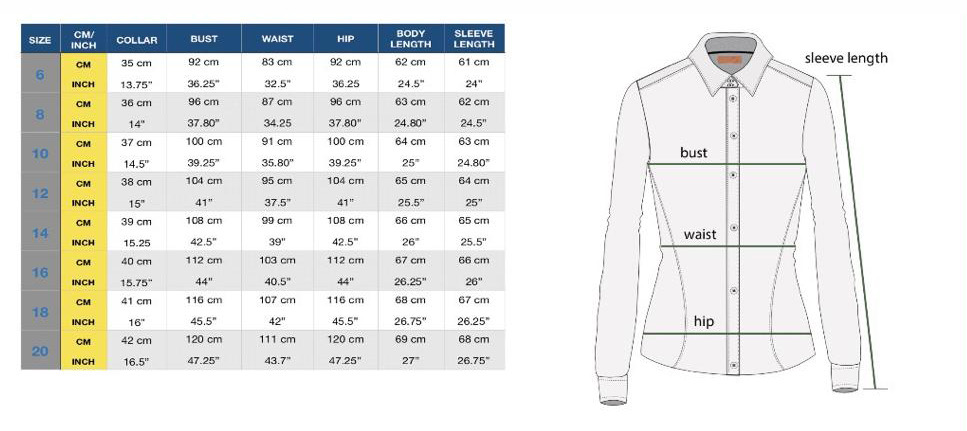 SIZE CM/ INCH COLLAR BUST WAIST HIP BODY LENGTH SLEEVE LENGTH
6 CM 35 cm 92 cm 83 cm 92 cm 62 cm 61 cm
INCH 13.75” 36.25” 32.5” 36.25 24.5” 24”
8 CM 36 cm 96 cm 87 cm 96 cm 63 cm 62 cm
INCH 14" 37.80” 34.25 37.80” 24.80” 24.5”
10 CM 37 cm 100 cm 91 cm 100 cm 64 cm 63 cm
INCH 14.5” 39.25” 35.80” 39.25” 25” 24.80”
12 CM 38 cm 104 cm 95 cm 104 cm 65 cm 64 cm
INCH 15” 41” 37.5” 41” 25.5” 25”
14 CM 39 cm 108 cm 99 cm 108 cm 66 cm 65 cm
INCH 15.25 42.5” 39” 42.5” 26” 25.5”
16 CM 40 cm 112 cm 103 cm 112 cm 67 cm 66 cm
INCH 15.75” 44” 40.5” 44” 26.25” 26”
18 CM 41 cm 116 cm 107 cm 116 cm 68 cm 67 cm
INCH 16” 45.5” 42” 45.5” 26.75” 26.25”
20 CM 42 cm 120 cm 111 cm 120 cm 69 cm 68 cm
INCH 16.5” 47.25” 43.7” 47.25” 27” 26.75”
sleeve length
bust
waist
hip